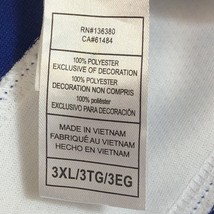 RN#136380
CA#61484
100% POLYESTER
EXCLUSIVE OF DECORATION
100% POLYESTER
DECORATION NON COMPRIS
100% poliéster
EXCLUSIVO PARA DECORACIÓN
MADE IN VIETNAM
FABRIQUÉ AU VIETNAM
HECHO EN VIETNAM
3XL/3TG/3EG